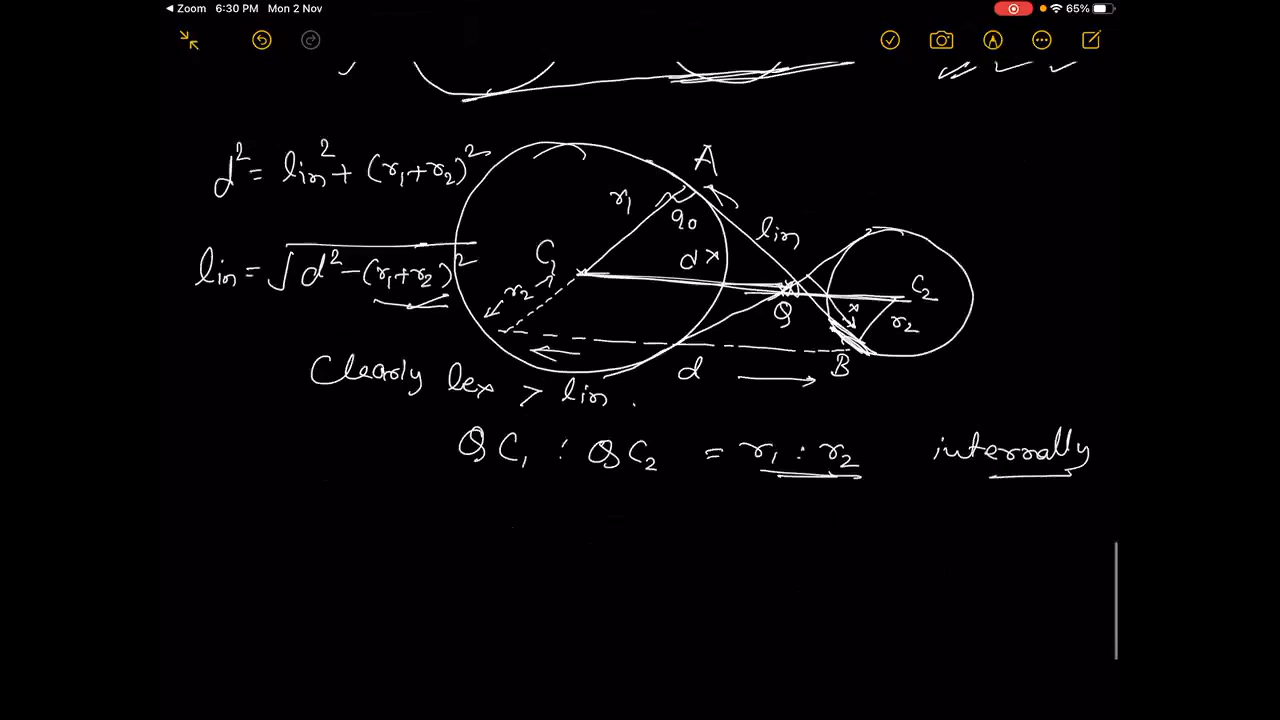 Zoom 6:30 PM Mon 2 Nov 65%
d² = lin² + (r₁+r₂)²
lin = √d² - (r₁+r₂)²
A
r₁
90
lin
d
C₁
C₂
r₂
Q
r₂
B
d
Clearly lex > lin.
QC₁ : QC₂ = r₁ : r₂ internally